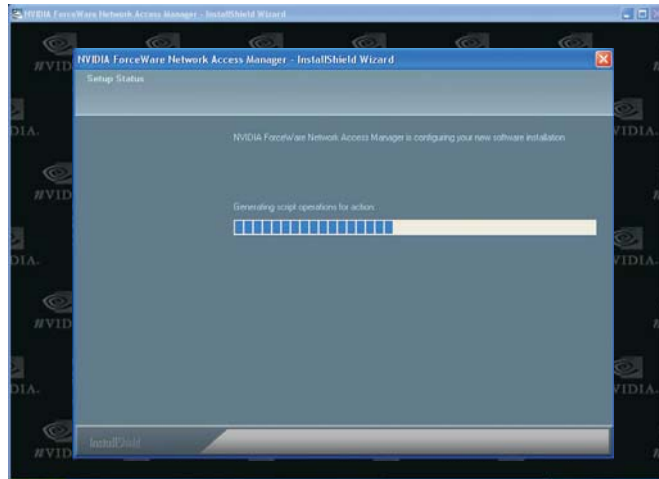 NVIDIA ForceWare Network Access Manager - InstallShield Wizard
NVIDIA ForceWare Network Access Manager - InstallShield Wizard
Setup Status
NVIDIA ForceWare Network Access Manager is configuring your new software installation
Generating script operations for action:
InstallShield